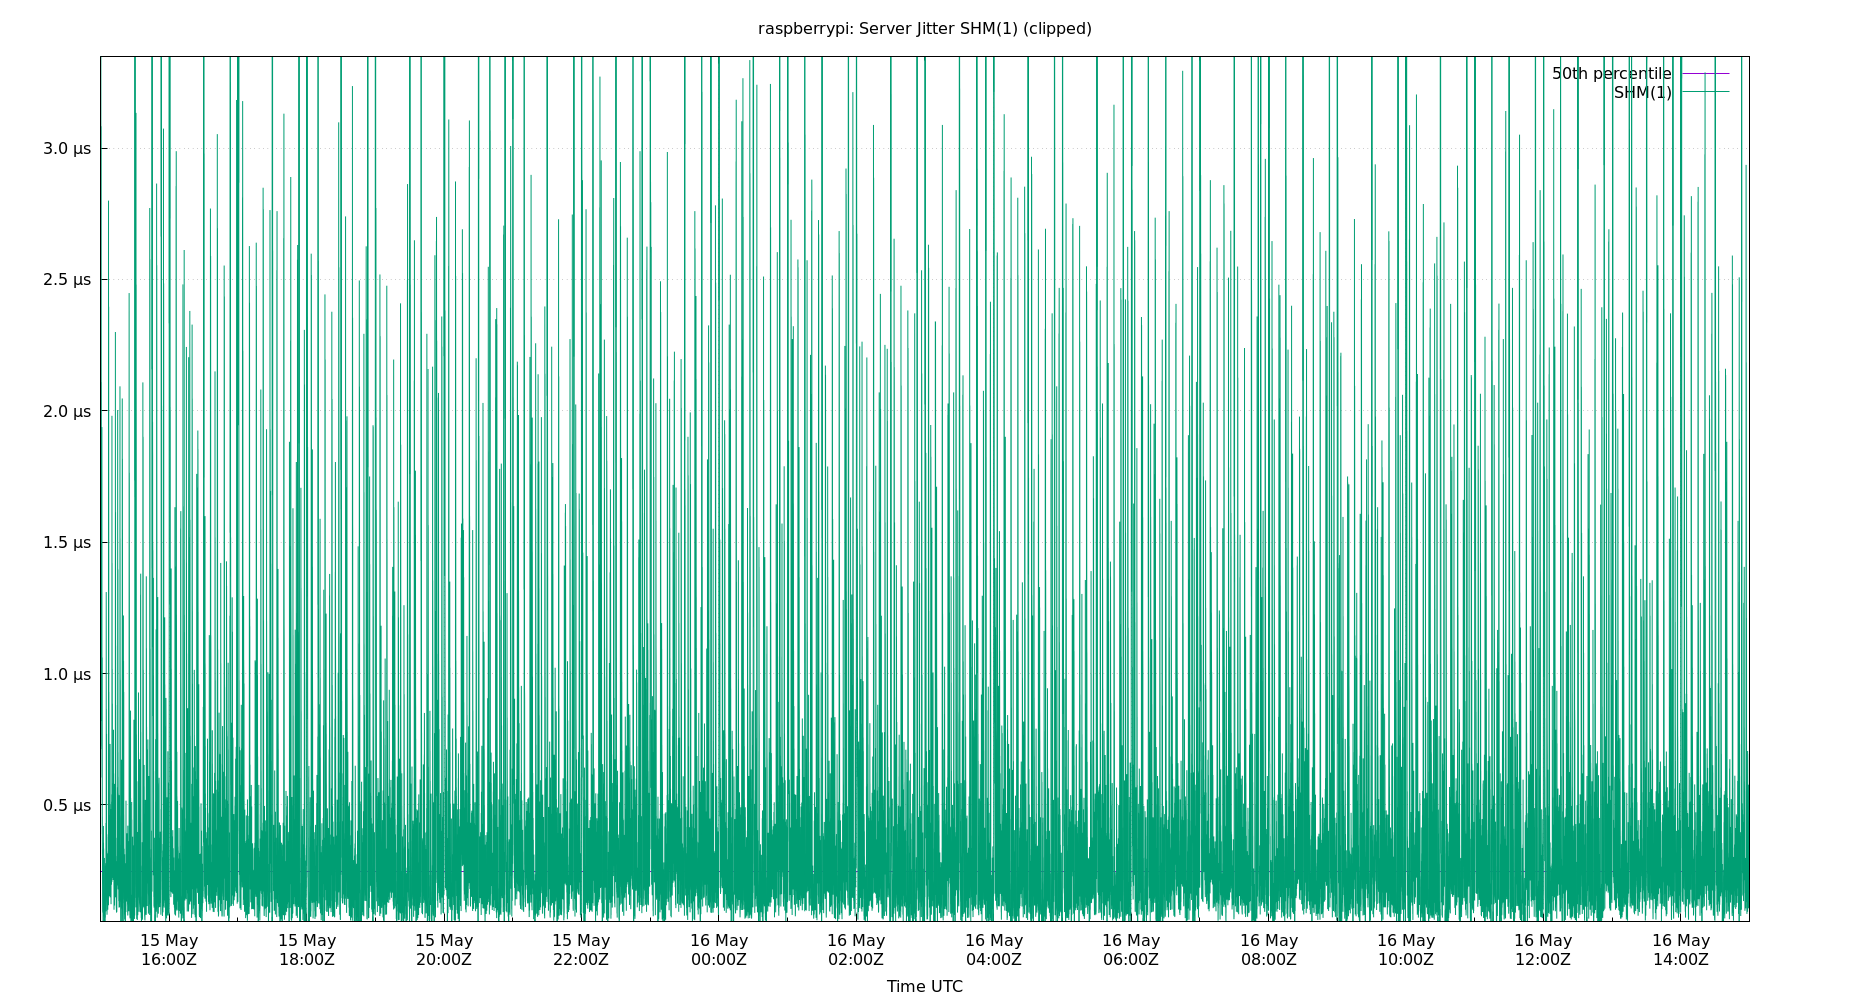 raspberrypi: Server Jitter SHM(1) (clipped)
50th percentile
SHM(1)
3.0 µs
2.5 µs
2.0 µs
1.5 µs
1.0 µs
0.5 µs
15 May 15 May 15 May 15 May 16 May 16 May 16 May 16 May 16 May 16 May 16 May 16 May
16:00Z 18:00Z 20:00Z 22:00Z 00:00Z 02:00Z 04:00Z 06:00Z 08:00Z 10:00Z 12:00Z 14:00Z
Time UTC